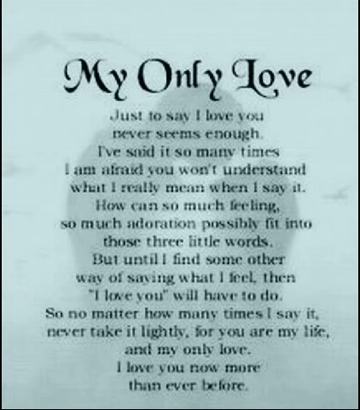 My Only Love
Just to say I love you
never seems enough.
I've said it so many times
I am afraid you won't understand
what I really mean when I say it.
How can so much feeling,
so much adoration possibly fit into
those three little words.
But until I find some other
way of saying what I feel, then
"I love you" will have to do.
So no matter how many times I say it,
never take it lightly, for you are my life,
and my only love.
I love you now more
than ever before.